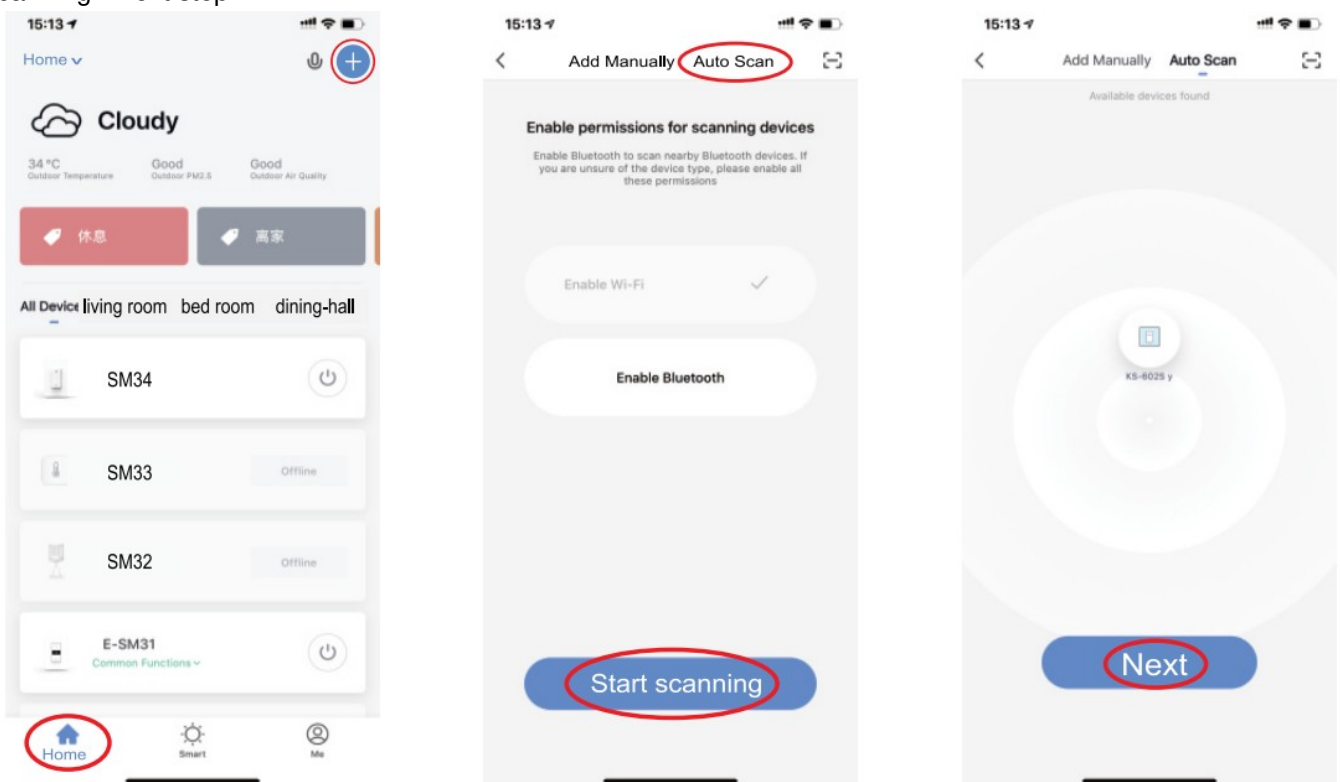 15:13
Home
Cloudy
34 °C
Outdoor Temperature
Good
Outdoor PM2.5
Good
Outdoor Air Quality
休息
离家
All Device living room bed room dining-hall
SM34
SM33
Offline
SM32
Offline
E-SM31
Common Functions
Home
Smart
Me
15:13
Add Manually Auto Scan
Enable permissions for scanning devices
Enable Bluetooth to scan nearby Bluetooth devices. If
you are unsure of the device type, please enable all
these permissions
Enable Wi-Fi
Enable Bluetooth
Start scanning
15:13
Add Manually Auto Scan
Available devices found
KS-602S y
Next